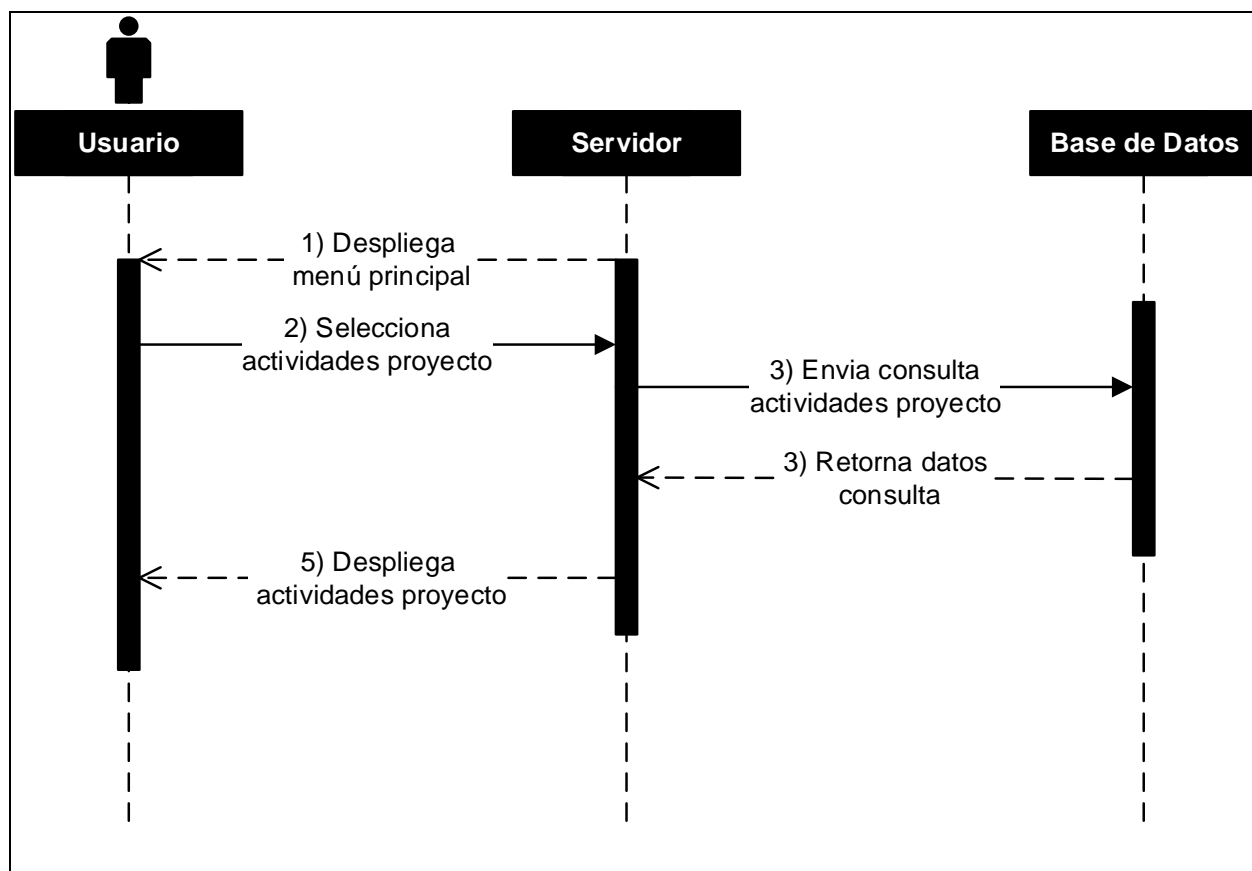 Usuario
Servidor
Base de Datos
1) Despliega
menú principal
2) Selecciona
actividades proyecto
3) Envia consulta
actividades proyecto
3) Retorna datos
consulta
5) Despliega
actividades proyecto